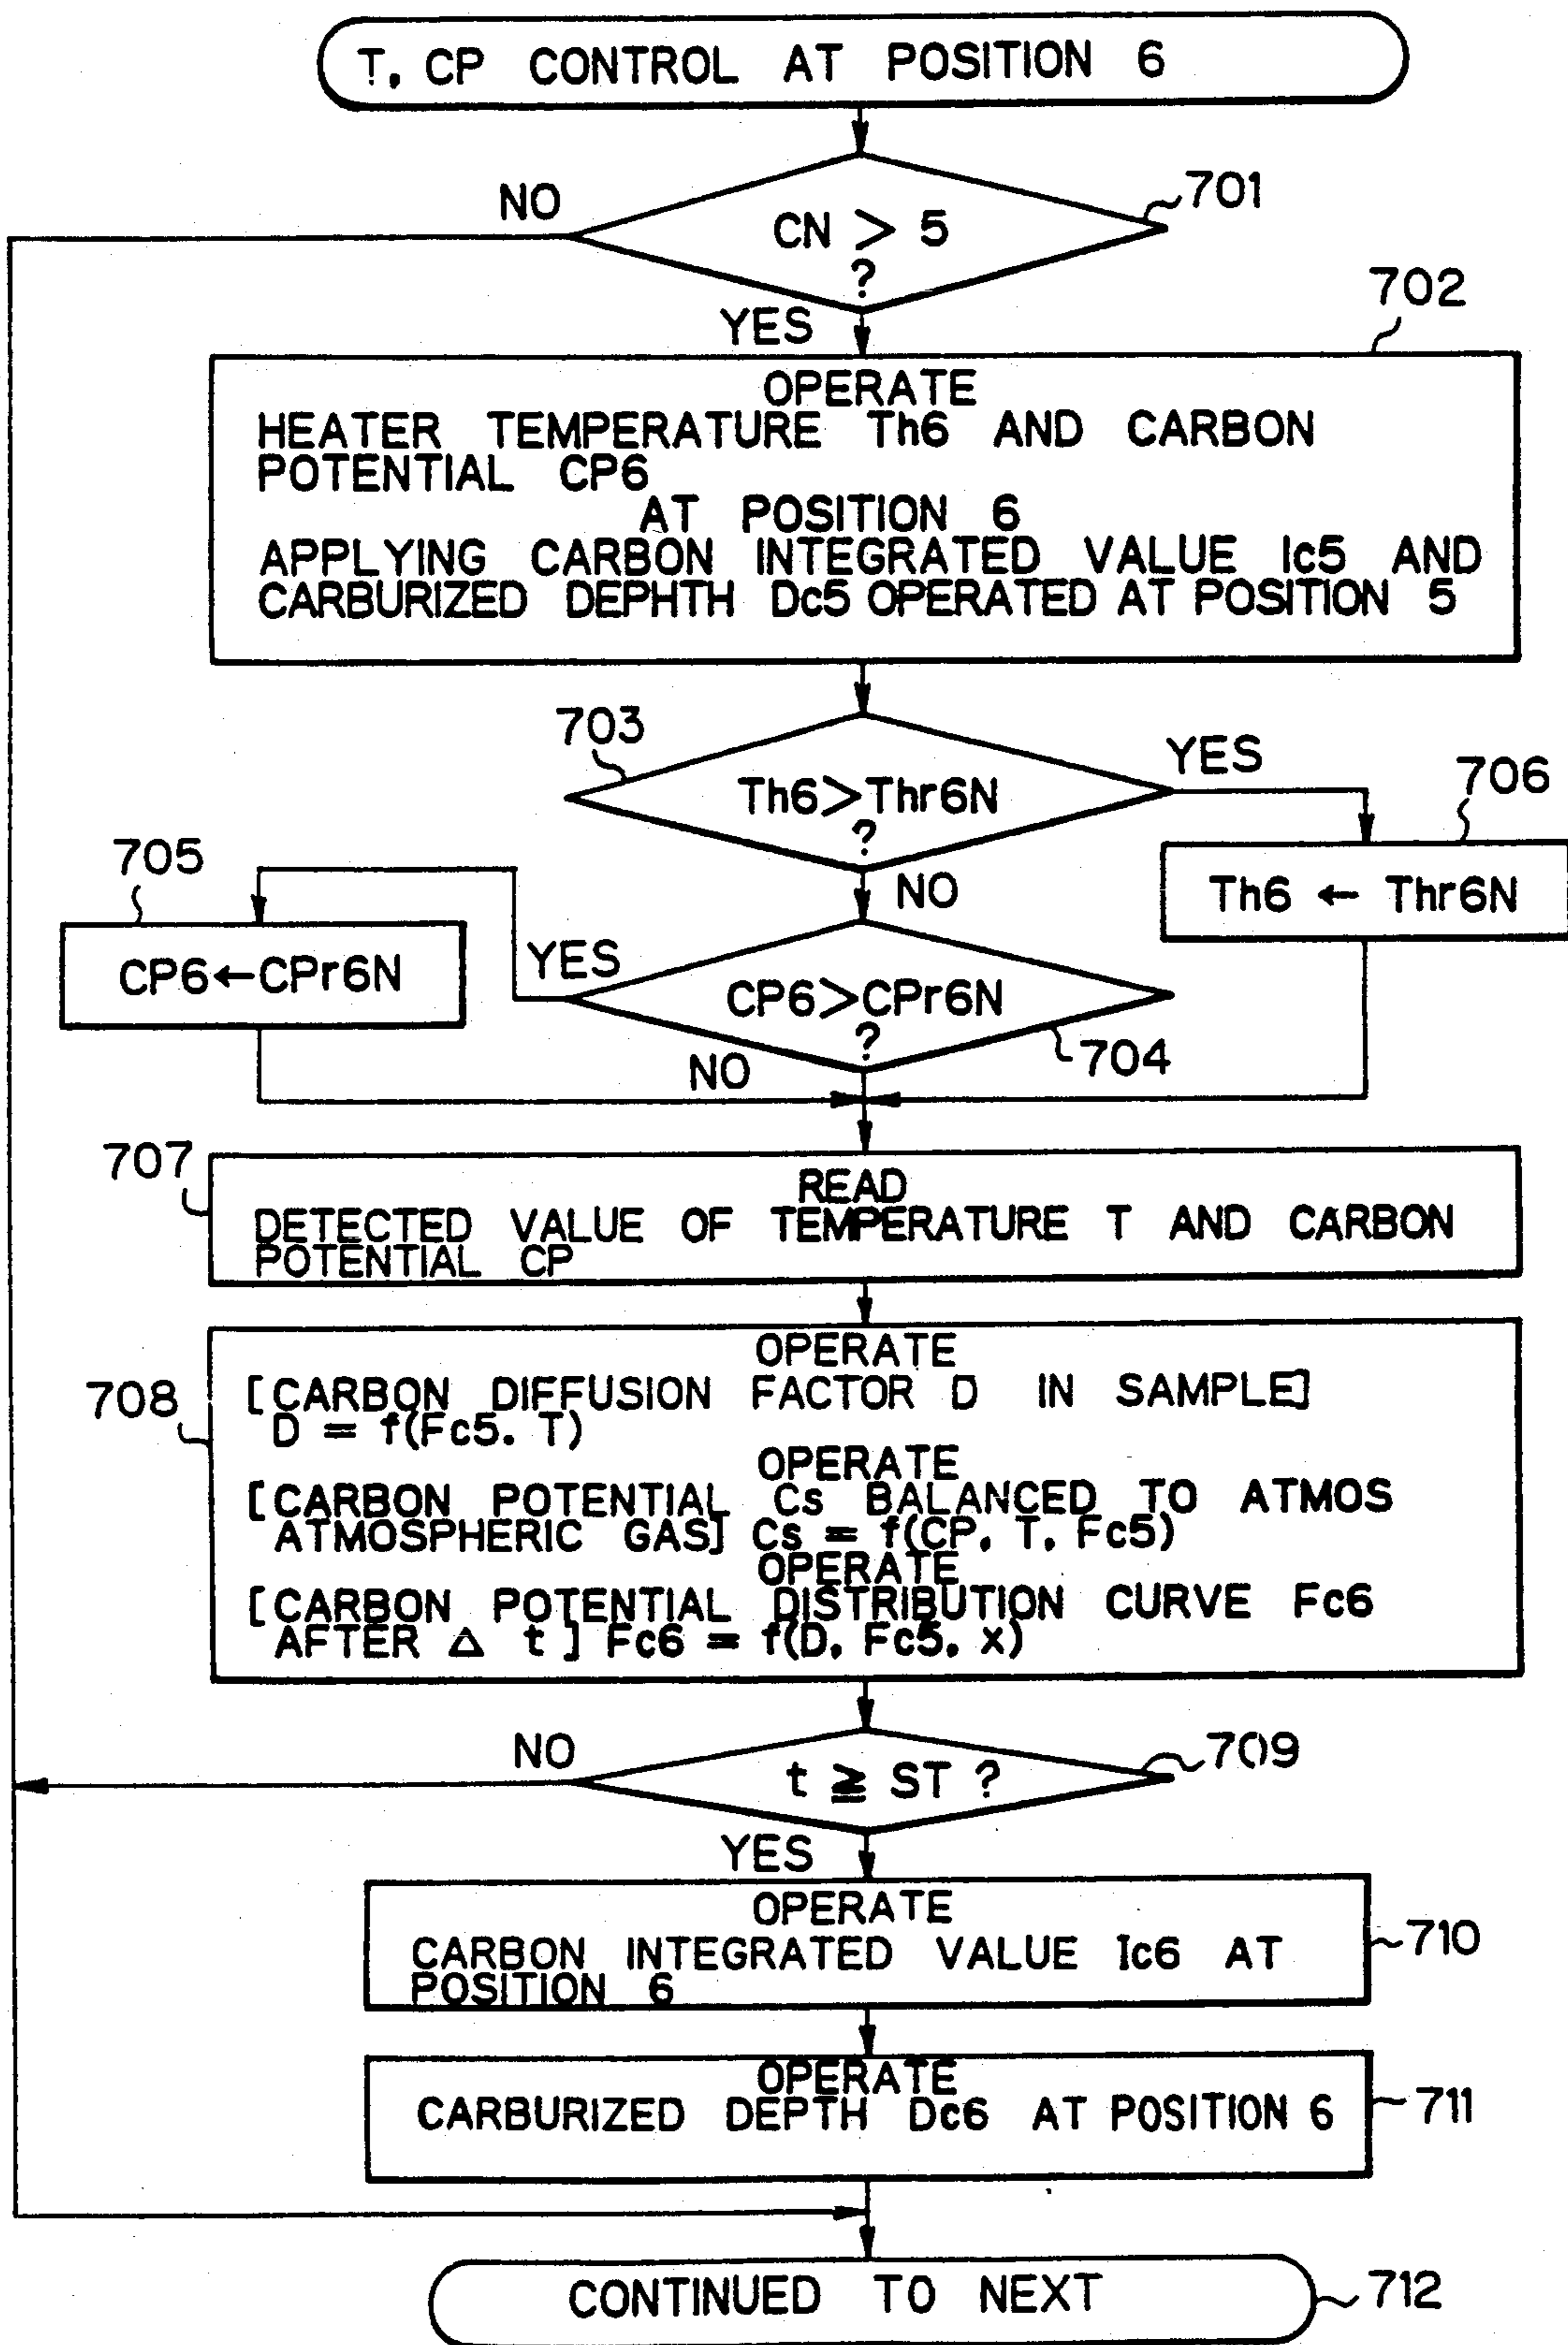 T, CP CONTROL AT POSITION 6
701
NO
CN > 5
?
YES
702
OPERATE
HEATER TEMPERATURE Th6 AND CARBON
POTENTIAL CP6
AT POSITION 6
APPLYING CARBON INTEGRATED VALUE Ic5 AND
CARBURIZED DEPHTH Dc5 OPERATED AT POSITION 5
703
Th6>Thr6N
?
YES
706
Th6 ← Thr6N
NO
705
CP6←CPr6N
YES
CP6>CPr6N
?
704
NO
707
READ
DETECTED VALUE OF TEMPERATURE T AND CARBON
POTENTIAL CP
708
OPERATE
[CARBON DIFFUSION FACTOR D IN SAMPLE]
D = f(Fc5. T)
OPERATE
[CARBON POTENTIAL Cs BALANCED TO ATMOS
ATMOSPHERIC GAS] Cs = f(CP, T, Fc5)
OPERATE
[CARBON POTENTIAL DISTRIBUTION CURVE Fc6
AFTER △ t ] Fc6 = f(D, Fc5. x)
NO
t ≧ ST ?
709
YES
OPERATE
CARBON INTEGRATED VALUE Ic6 AT
POSITION 6
710
OPERATE
CARBURIZED DEPTH Dc6 AT POSITION 6
711
CONTINUED TO NEXT
712